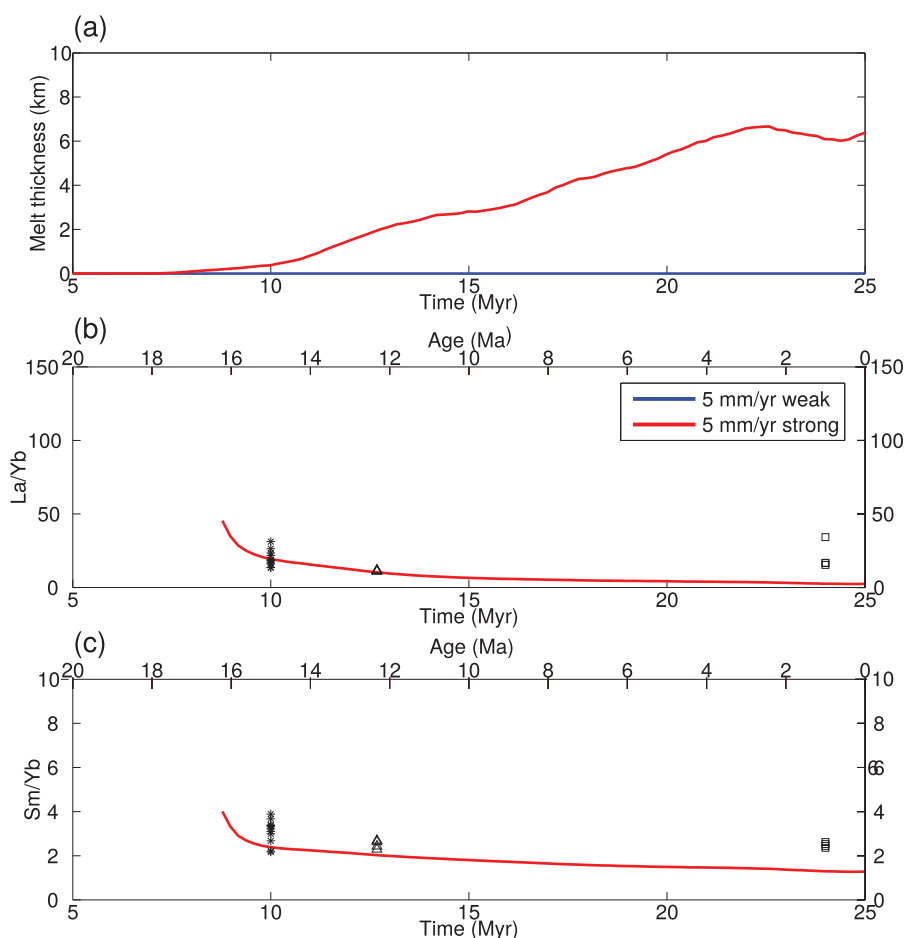 (a)
10
8
6
4
2
0
Melt thickness (km)
5 10 15 20 25
Time (Myr)
(b)
Age (Ma)
20 18 16 14 12 10 8 6 4 2 0
150 150
100 100
50 50
0 0
La/Yb
5 mm/yr weak
5 mm/yr strong
5 10 15 20 25
Time (Myr)
(c)
Age (Ma)
20 18 16 14 12 10 8 6 4 2 0
10 10
8 8
6 6
4 4
2 2
0 0
Sm/Yb
5 10 15 20 25
Time (Myr)